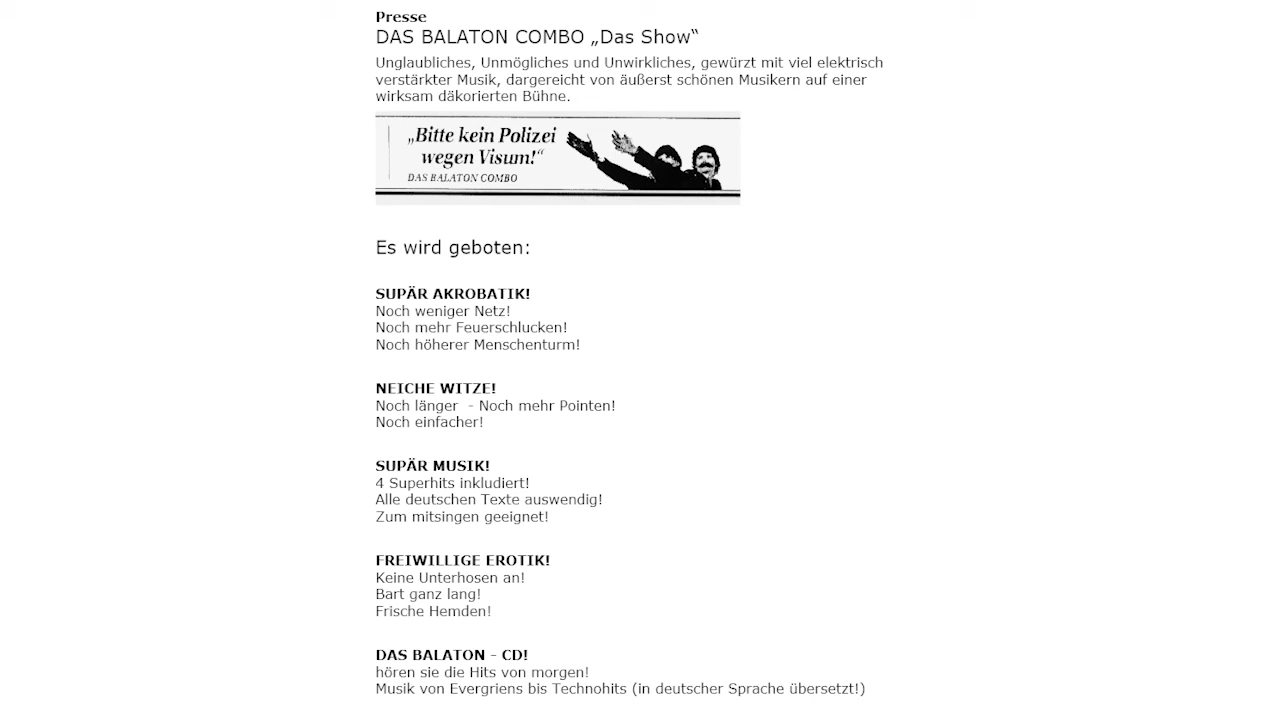 Presse
DAS BALATON COMBO „Das Show“
Unglaubliches, Unmögliches und Unwirkliches, gewürzt mit viel elektrisch
verstärkter Musik, dargereicht von äußerst schönen Musikern auf einer
wirksam däkorierten Bühne.
„Bitte kein Polizei
wegen Visum!“
DAS BALATON COMBO
Es wird geboten:
SUPÄR AKROBATIK!
Noch weniger Netz!
Noch mehr Feuerschlucken!
Noch höherer Menschenturm!
NEICHE WITZE!
Noch länger  - Noch mehr Pointen!
Noch einfacher!
SUPÄR MUSIK!
4 Superhits inkludiert!
Alle deutschen Texte auswendig!
Zum mitsingen geeignet!
FREIWILLIGE EROTIK!
Keine Unterhosen an!
Bart ganz lang!
Frische Hemden!
DAS BALATON - CD!
hören sie die Hits von morgen!
Musik von Evergriens bis Technohits (in deutscher Sprache übersetzt!)